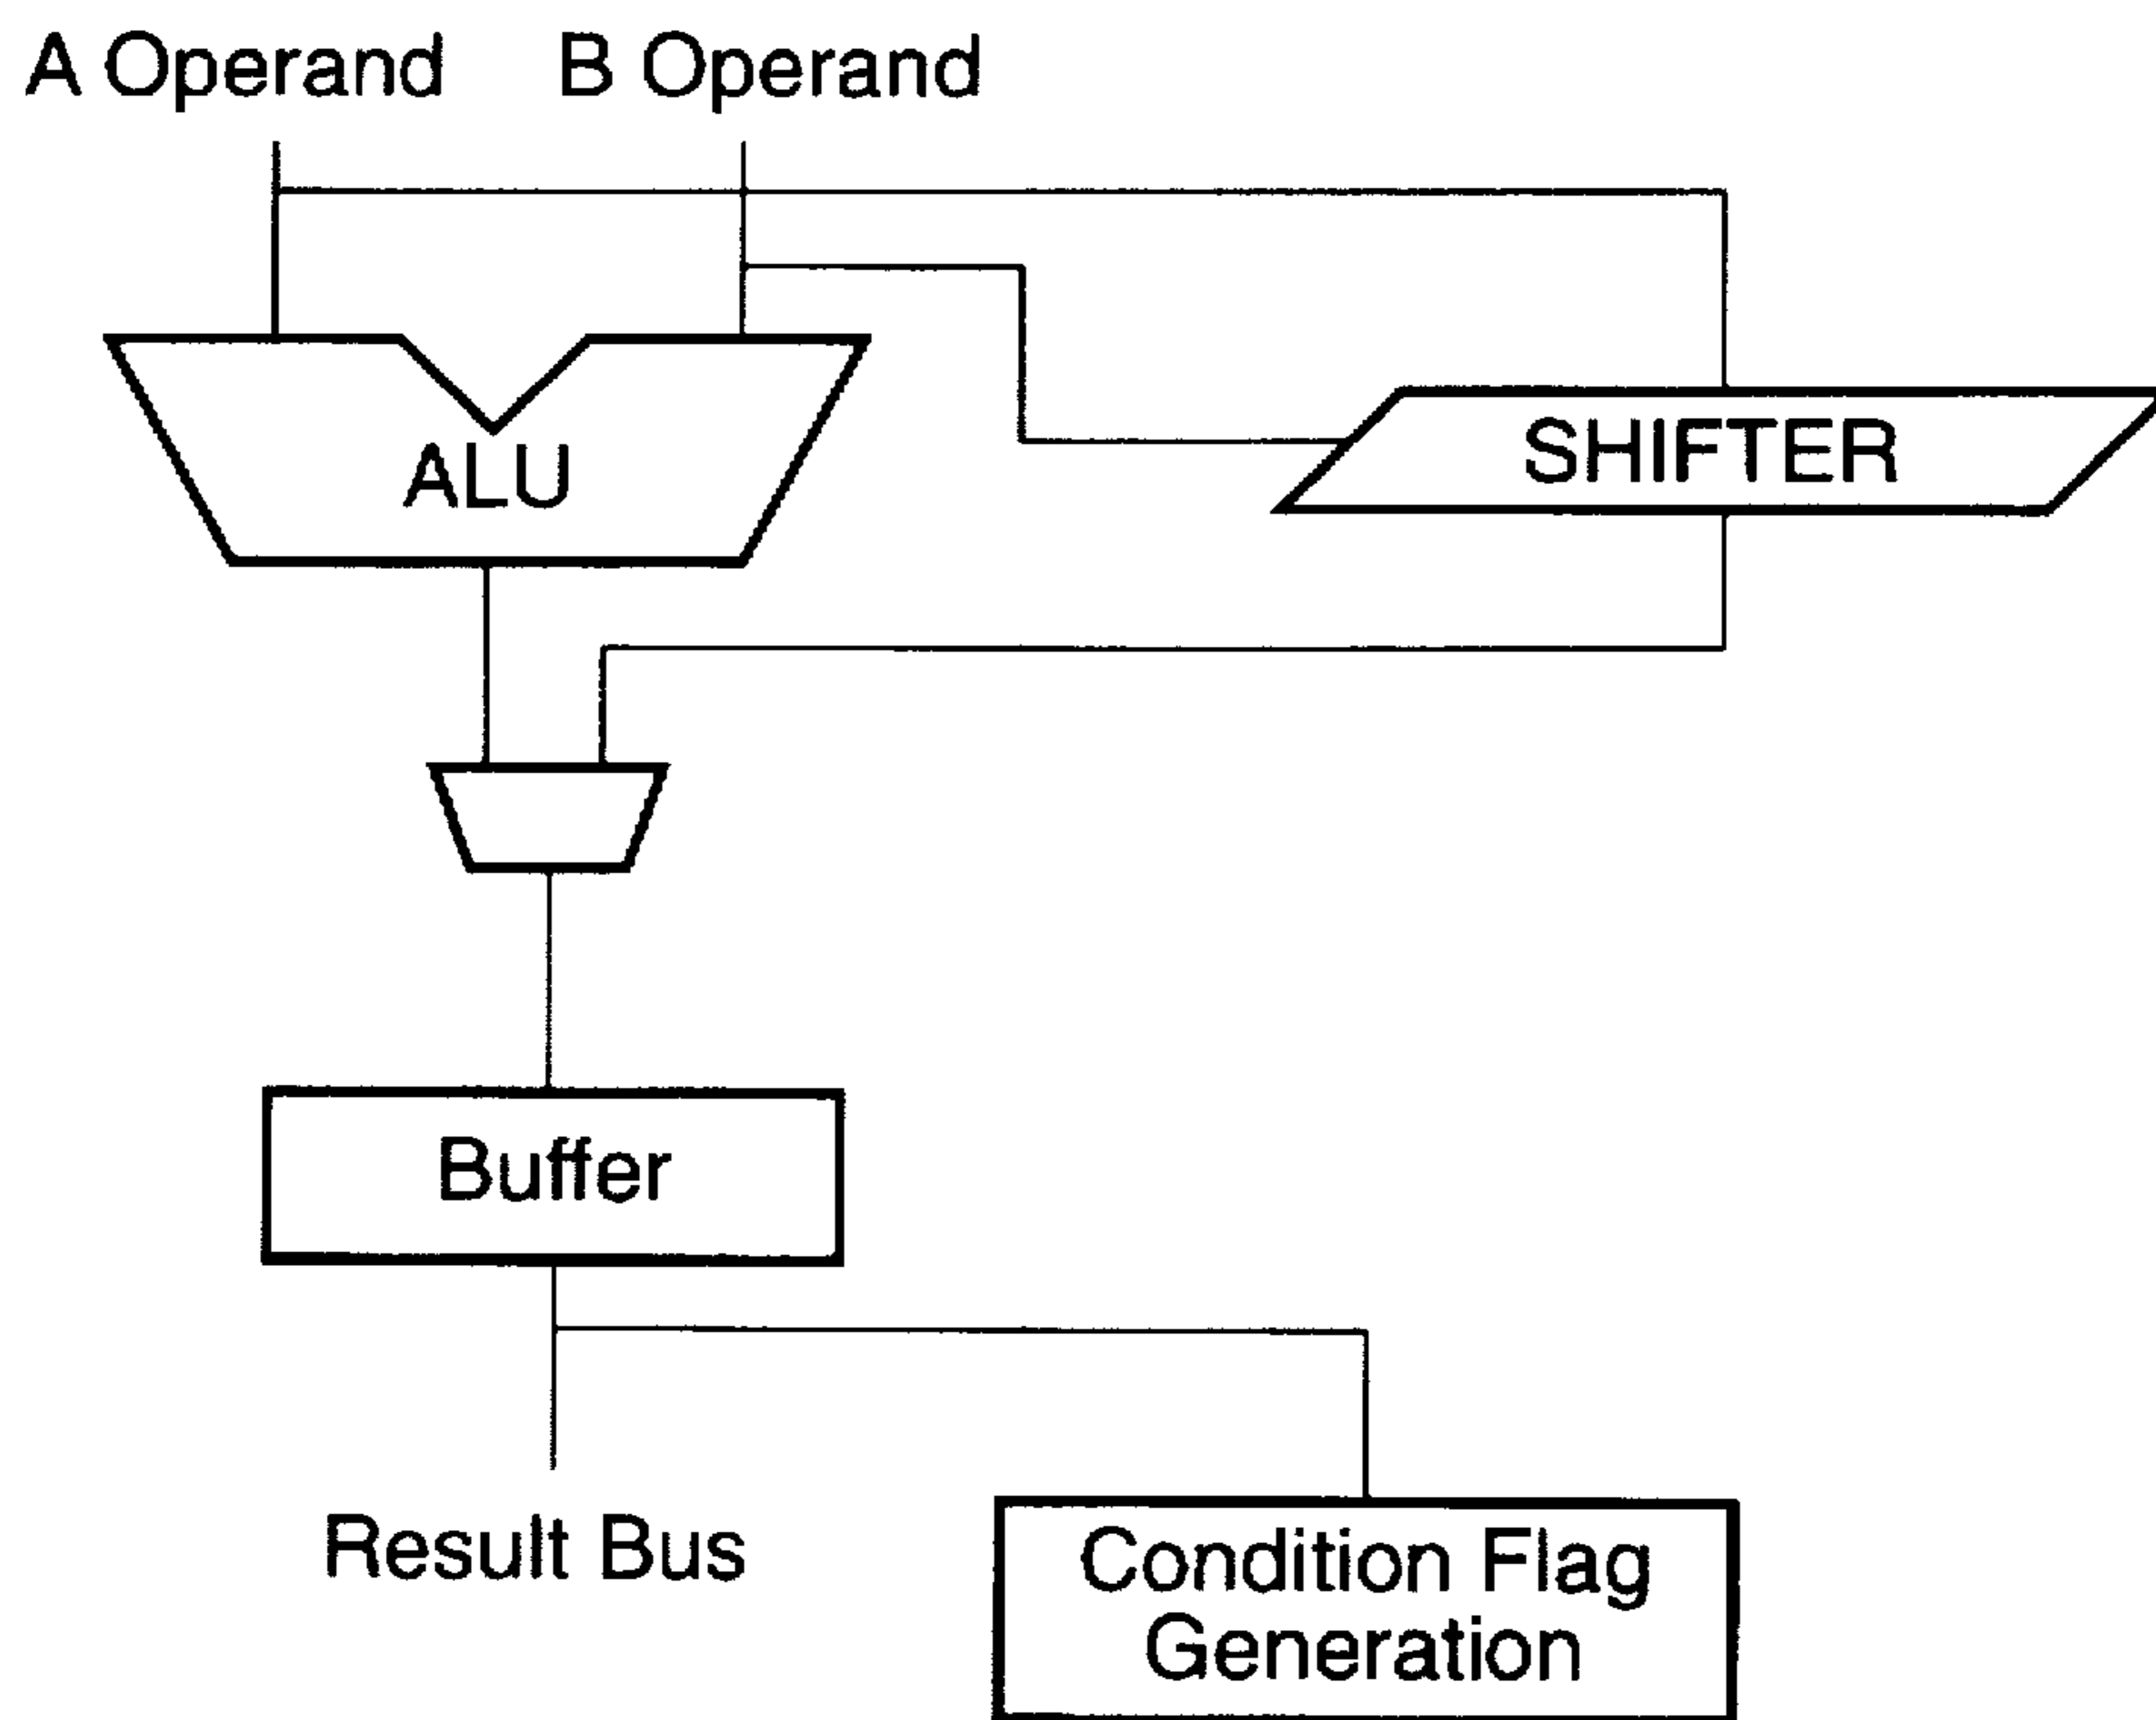 A Operand
B Operand
ALU
SHIFTER
Buffer
Result Bus
Condition Flag
Generation